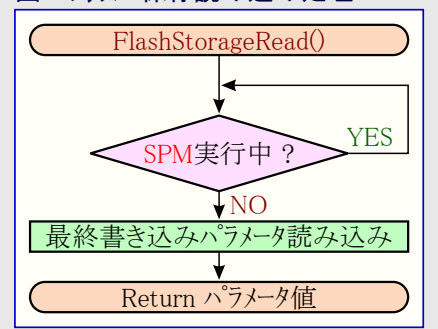 FlashStorageRead()
YES
SPM実行中 ?
NO
最終書き込みパラメータ読み込み
Return パラメータ値